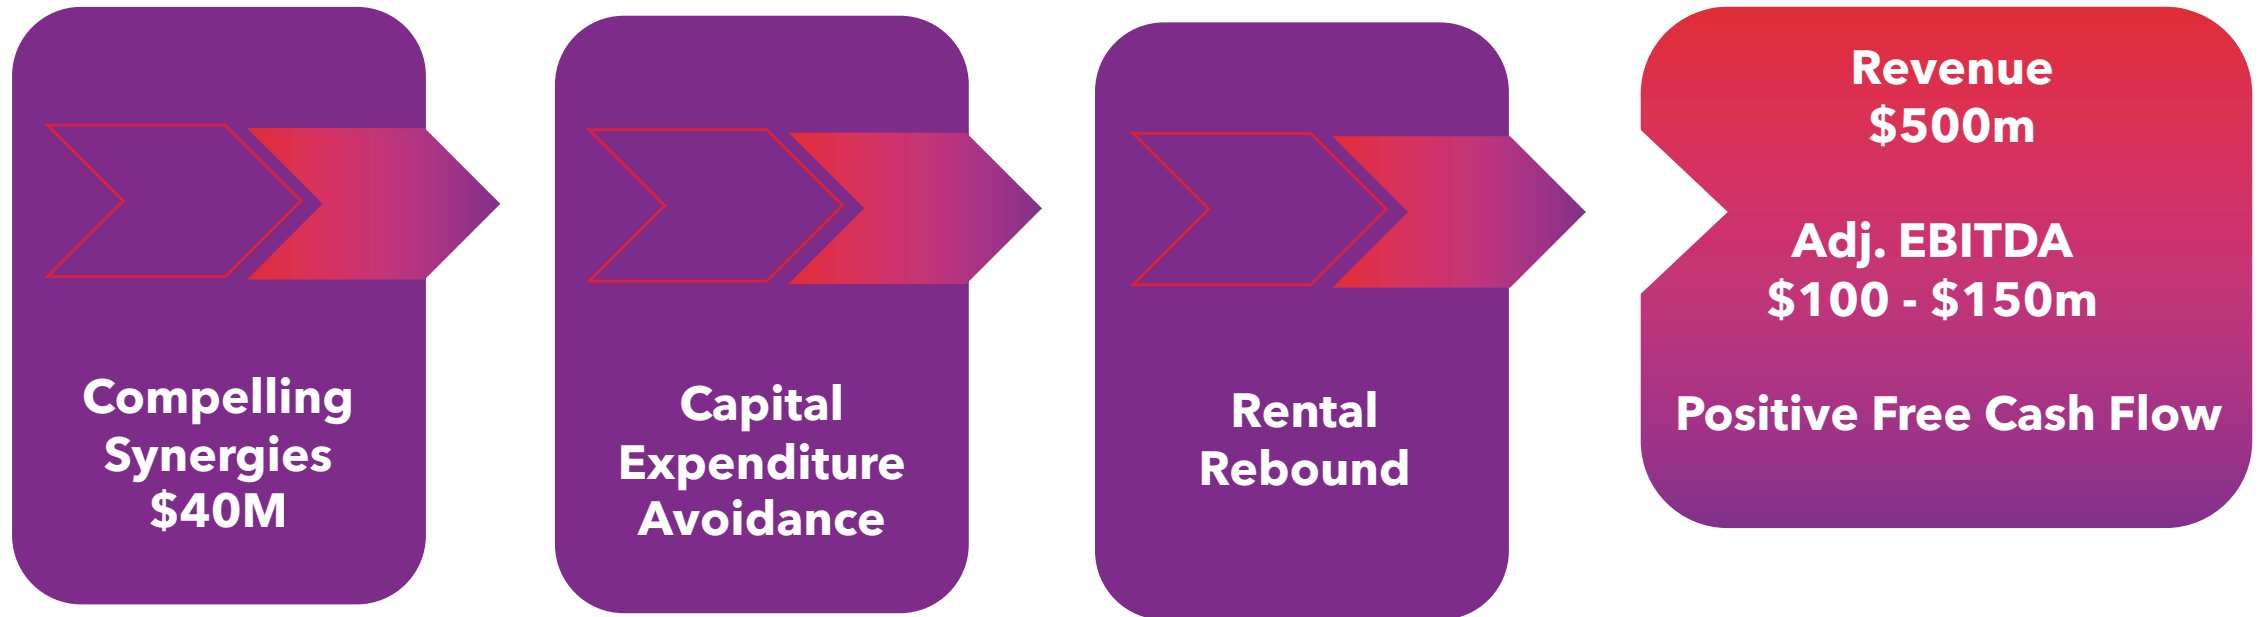 Compelling
Synergies
$40M
Capital
Expenditure
Avoidance
Rental
Rebound
Revenue
$500m
Adj. EBITDA
$100 - $150m
Positive Free Cash Flow